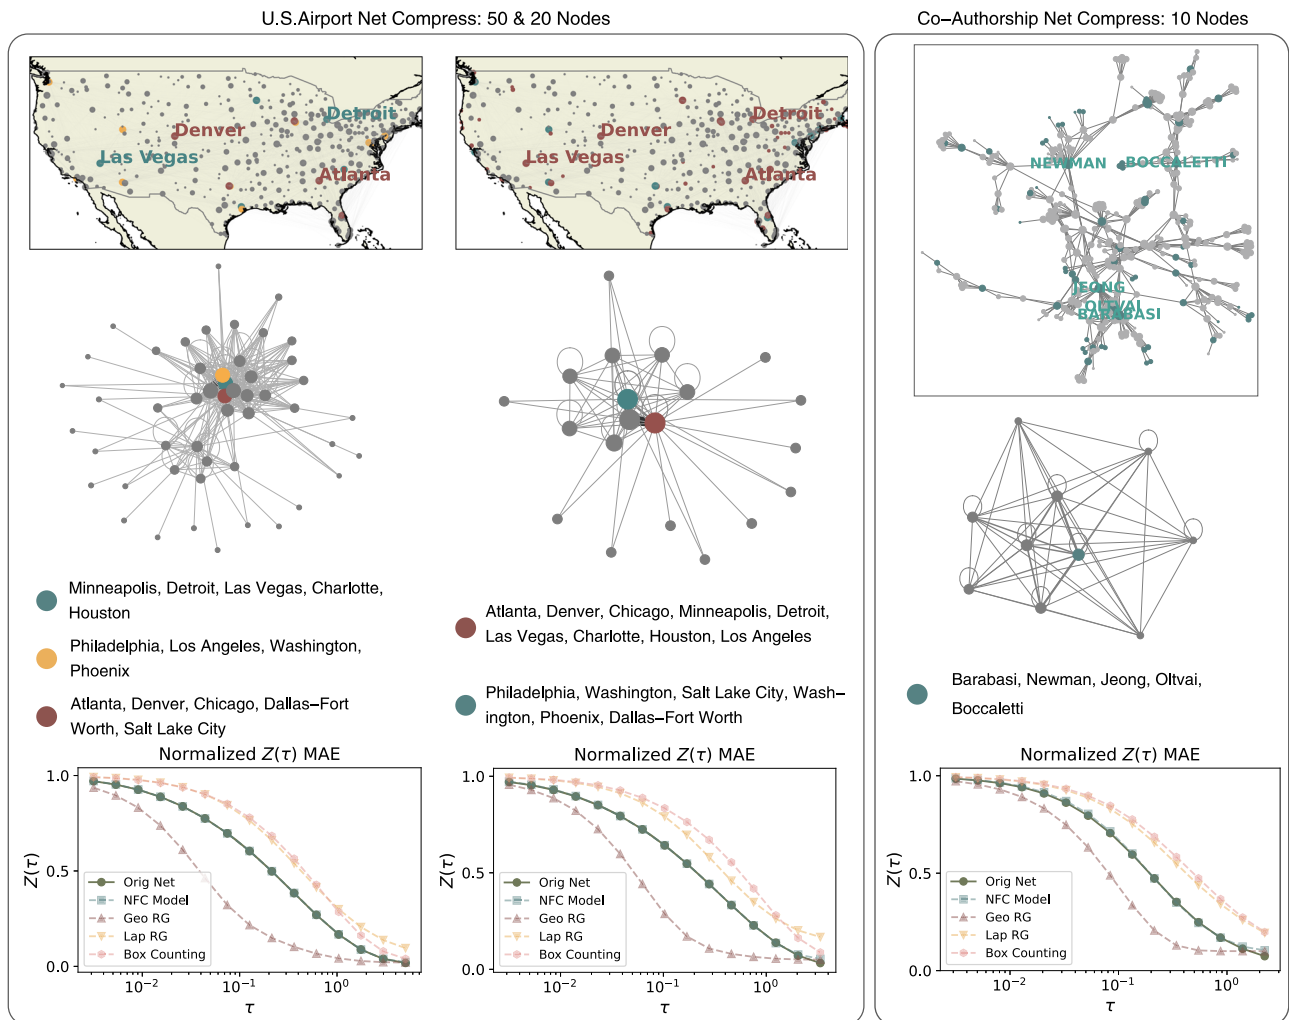 U.S.Airport Net Compress: 50 & 20 Nodes
Co−Authorship Net Compress: 10 Nodes
Detroit
Denver
Las Vegas
Atlanta
Detroit
Denver
Las Vegas
Atlanta
NEWMAN
BOCCALETTI
JEONG
OLTVAI
BARABASI
Minneapolis, Detroit, Las Vegas, Charlotte,
Houston
Philadelphia, Los Angeles, Washington,
Phoenix
Atlanta, Denver, Chicago, Dallas−Fort
Worth, Salt Lake City
Atlanta, Denver, Chicago, Minneapolis, Detroit,
Las Vegas, Charlotte, Houston, Los Angeles
Philadelphia, Washington, Salt Lake City, Wash−
ington, Phoenix, Dallas−Fort Worth
Barabasi, Newman, Jeong, Oltvai,
Boccaletti
Normalized Z(τ) MAE
Z(τ)
1.0
0.5
0.0
Orig Net
NFC Model
Geo RG
Lap RG
Box Counting
10⁻² 10⁻¹ 10⁰
τ
Normalized Z(τ) MAE
Z(τ)
1.0
0.5
0.0
Orig Net
NFC Model
Geo RG
Lap RG
Box Counting
10⁻² 10⁻¹ 10⁰
τ
Normalized Z(τ) MAE
Z(τ)
1.0
0.5
0.0
Orig Net
NFC Model
Geo RG
Lap RG
Box Counting
10⁻² 10⁻¹ 10⁰
τ